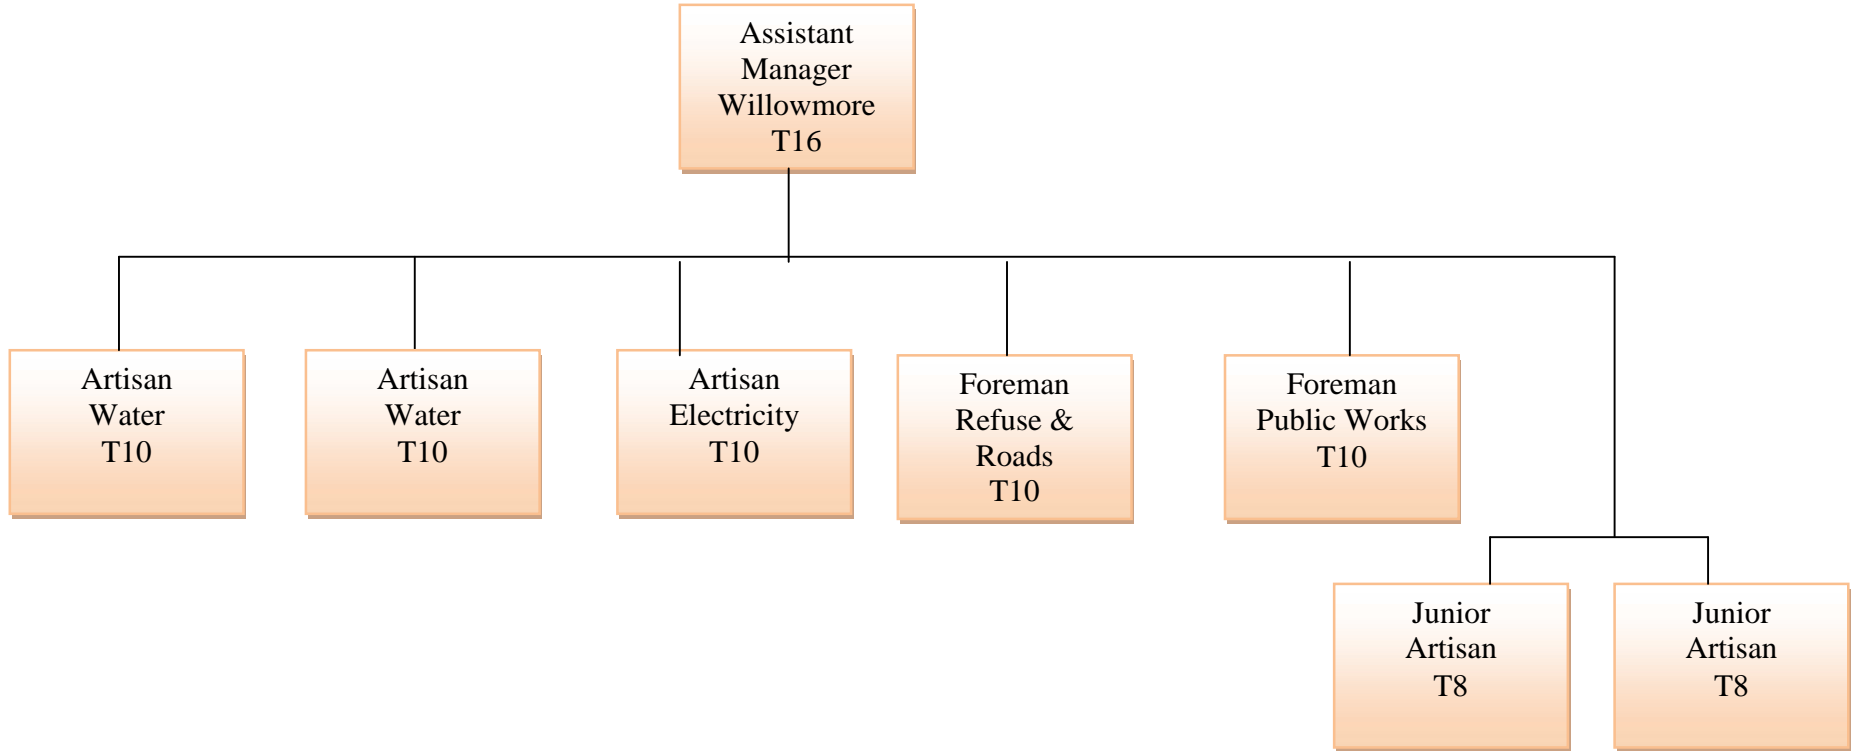 Assistant
Manager
Willowmore
T16
Artisan
Water
T10
Artisan
Water
T10
Artisan
Electricity
T10
Foreman
Refuse &
Roads
T10
Foreman
Public Works
T10
Junior
Artisan
T8
Junior
Artisan
T8